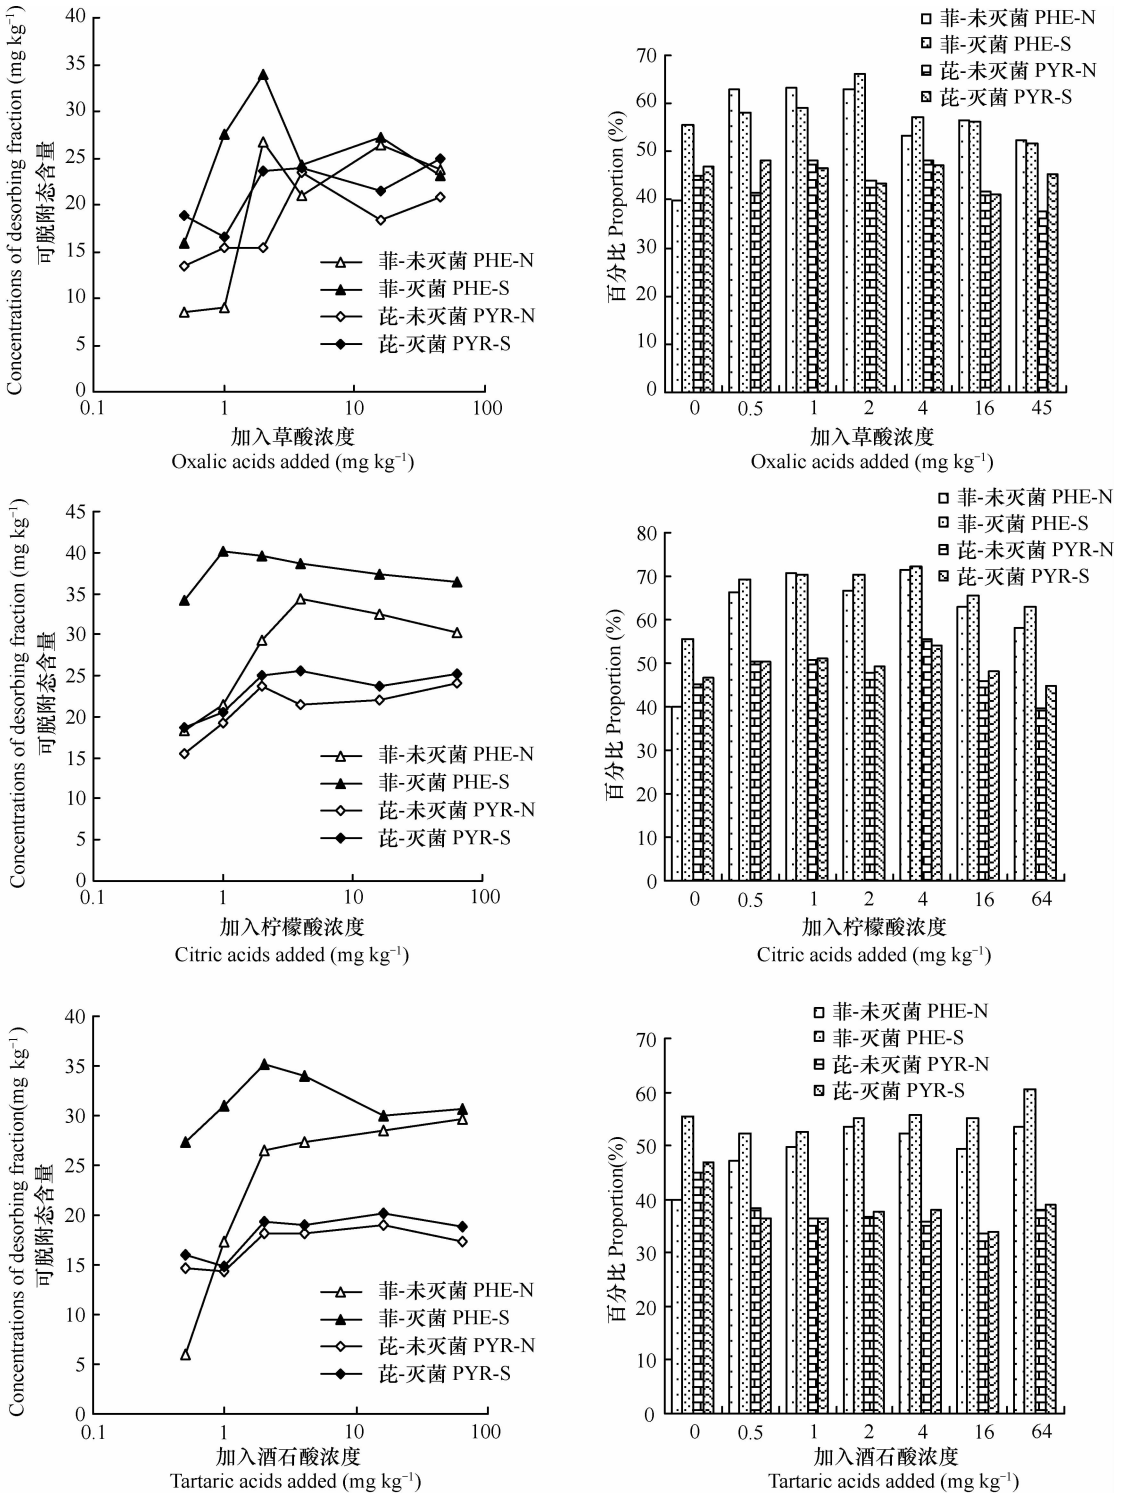 Concentrations of desorbing fraction (mg kg⁻¹)
可脱附态含量
40
35
30
25
20
15
10
5
0
0.1
1
10
100
菲-未灭菌 PHE-N
菲-灭菌 PHE-S
芘-未灭菌 PYR-N
芘-灭菌 PYR-S
加入草酸浓度
Oxalic acids added (mg kg⁻¹)
菲-未灭菌 PHE-N
菲-灭菌 PHE-S
芘-未灭菌 PYR-N
芘-灭菌 PYR-S
百分比 Proportion (%)
70
60
50
40
30
20
10
0
0 0.5 1 2 4 16 45
加入草酸浓度
Oxalic acids added (mg kg⁻¹)
Concentrations of desorbing fraction (mg kg⁻¹)
可脱附态含量
45
40
35
30
25
20
15
10
5
0
0.1
1
10
100
菲-未灭菌 PHE-N
菲-灭菌 PHE-S
芘-未灭菌 PYR-N
芘-灭菌 PYR-S
加入柠檬酸浓度
Citric acids added (mg kg⁻¹)
菲-未灭菌 PHE-N
菲-灭菌 PHE-S
芘-未灭菌 PYR-N
芘-灭菌 PYR-S
百分比 Proportion (%)
80
70
60
50
40
30
20
10
0
0 0.5 1 2 4 16 64
加入柠檬酸浓度
Citric acids added (mg kg⁻¹)
Concentrations of desorbing fraction(mg kg⁻¹)
可脱附态含量
40
35
30
25
20
15
10
5
0
0.1
1
10
100
菲-未灭菌 PHE-N
菲-灭菌 PHE-S
芘-未灭菌 PYR-N
芘-灭菌 PYR-S
加入酒石酸浓度
Tartaric acids added (mg kg⁻¹)
菲-未灭菌 PHE-N
菲-灭菌 PHE-S
芘-未灭菌 PYR-N
芘-灭菌 PYR-S
百分比 Proportion(%)
70
60
50
40
30
20
10
0
0 0.5 1 2 4 16 64
加入酒石酸浓度
Tartaric acids added (mg kg⁻¹)